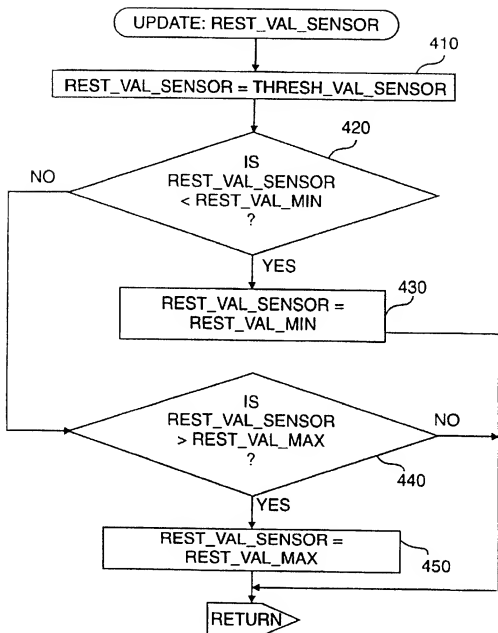 UPDATE: REST_VAL_SENSOR
410
REST_VAL_SENSOR = THRESH_VAL_SENSOR
420
NO
IS
REST_VAL_SENSOR
< REST_VAL_MIN
?
YES
430
REST_VAL_SENSOR =
REST_VAL_MIN
IS
REST_VAL_SENSOR
> REST_VAL_MAX
?
NO
440
YES
REST_VAL_SENSOR =
REST_VAL_MAX
450
RETURN